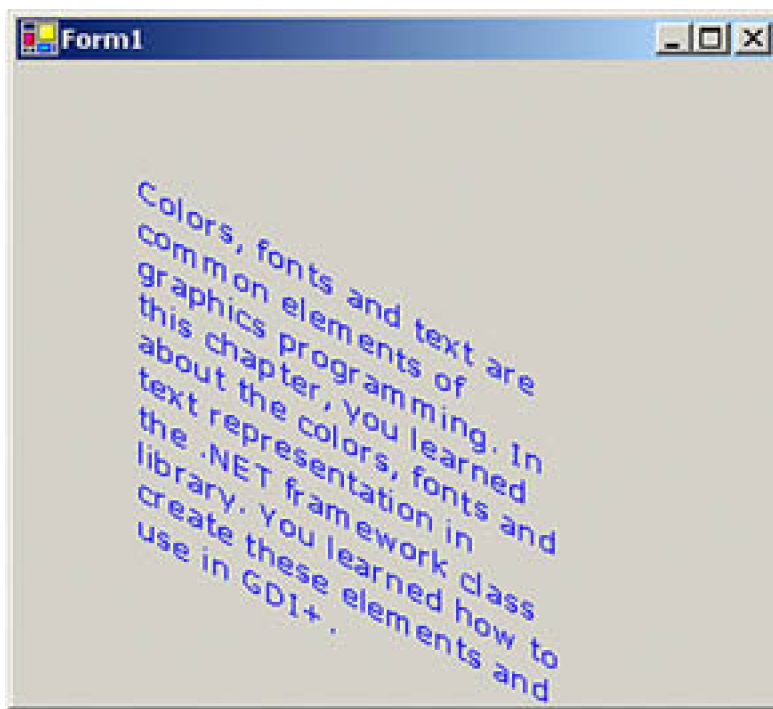 Form1
Colors, fonts and text are
common elements of
graphics programming. In
this chapter, you learned
about the colors, fonts and
text representation in
the .NET framework class
library. you learned how to
create these elements and
use in GDI+.